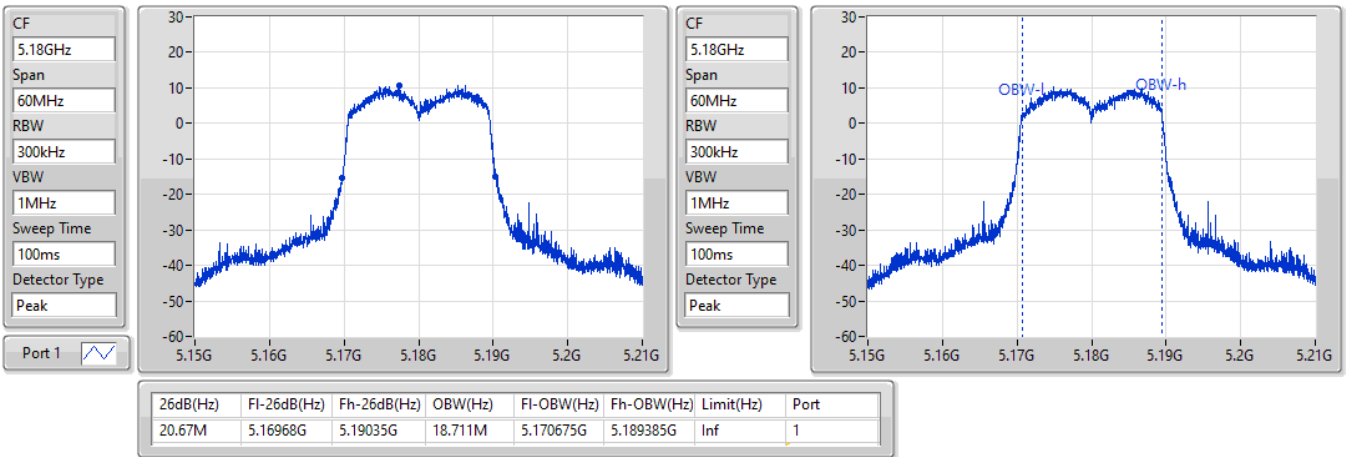 CF
5.18GHz
Span
60MHz
RBW
300kHz
VBW
1MHz
Sweep Time
100ms
Detector Type
Peak
Port 1
30
20
10
0
-10
-20
-30
-40
-50
-60
5.15G 5.16G 5.17G 5.18G 5.19G 5.2G 5.21G
CF
5.18GHz
Span
60MHz
RBW
300kHz
VBW
1MHz
Sweep Time
100ms
Detector Type
Peak
30
20
10
0
-10
-20
-30
-40
-50
-60
OBW-l OBW-h
5.15G 5.16G 5.17G 5.18G 5.19G 5.2G 5.21G
26dB(Hz) Fl-26dB(Hz) Fh-26dB(Hz) OBW(Hz) Fl-OBW(Hz) Fh-OBW(Hz) Limit(Hz) Port
20.67M 5.16968G 5.19035G 18.711M 5.170675G 5.189385G Inf 1